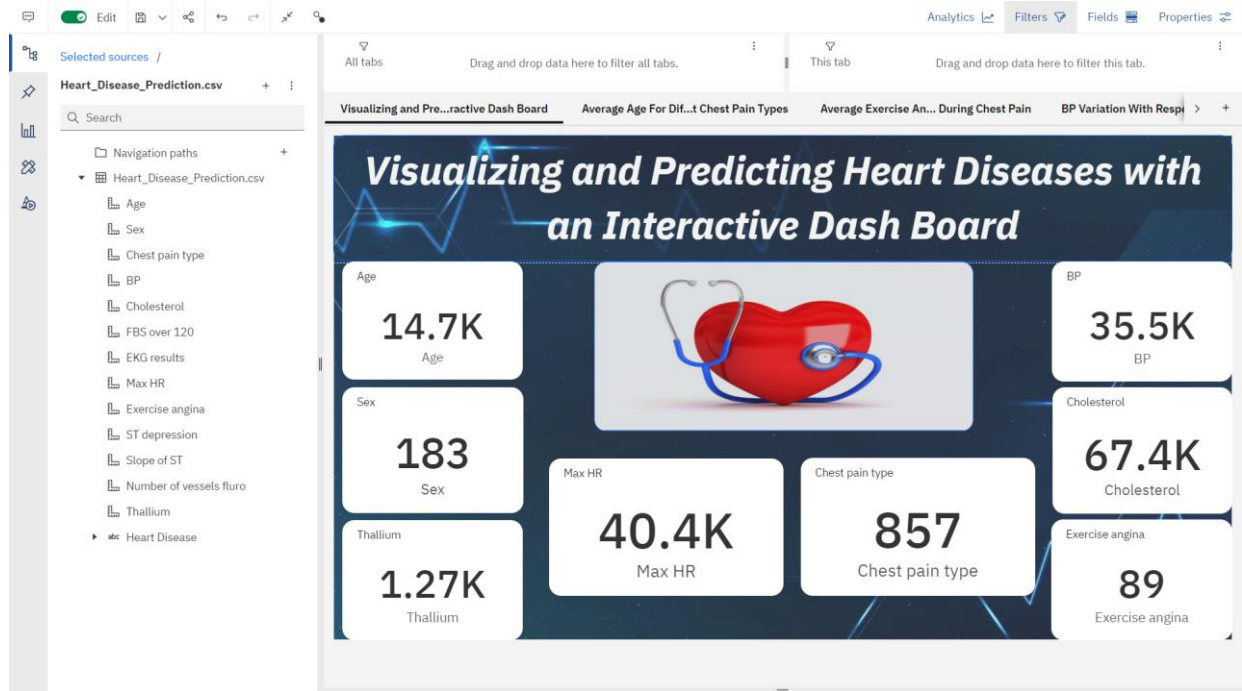 Edit
Analytics
Filters
Fields
Properties
Selected sources /
Heart_Disease_Prediction.csv
Search
Navigation paths
Heart_Disease_Prediction.csv
Age
Sex
Chest pain type
BP
Cholesterol
FBS over 120
EKG results
Max HR
Exercise angina
ST depression
Slope of ST
Number of vessels fluro
Thallium
abc Heart Disease
All tabs
Drag and drop data here to filter all tabs.
This tab
Drag and drop data here to filter this tab.
Visualizing and Pre...ractive Dash Board
Average Age For Dif...t Chest Pain Types
Average Exercise An... During Chest Pain
BP Variation With Respe
Visualizing and Predicting Heart Diseases with
an Interactive Dash Board
Age
14.7K
Age
Sex
183
Sex
Thallium
1.27K
Thallium
Max HR
40.4K
Max HR
Chest pain type
857
Chest pain type
BP
35.5K
BP
Cholesterol
67.4K
Cholesterol
Exercise angina
89
Exercise angina